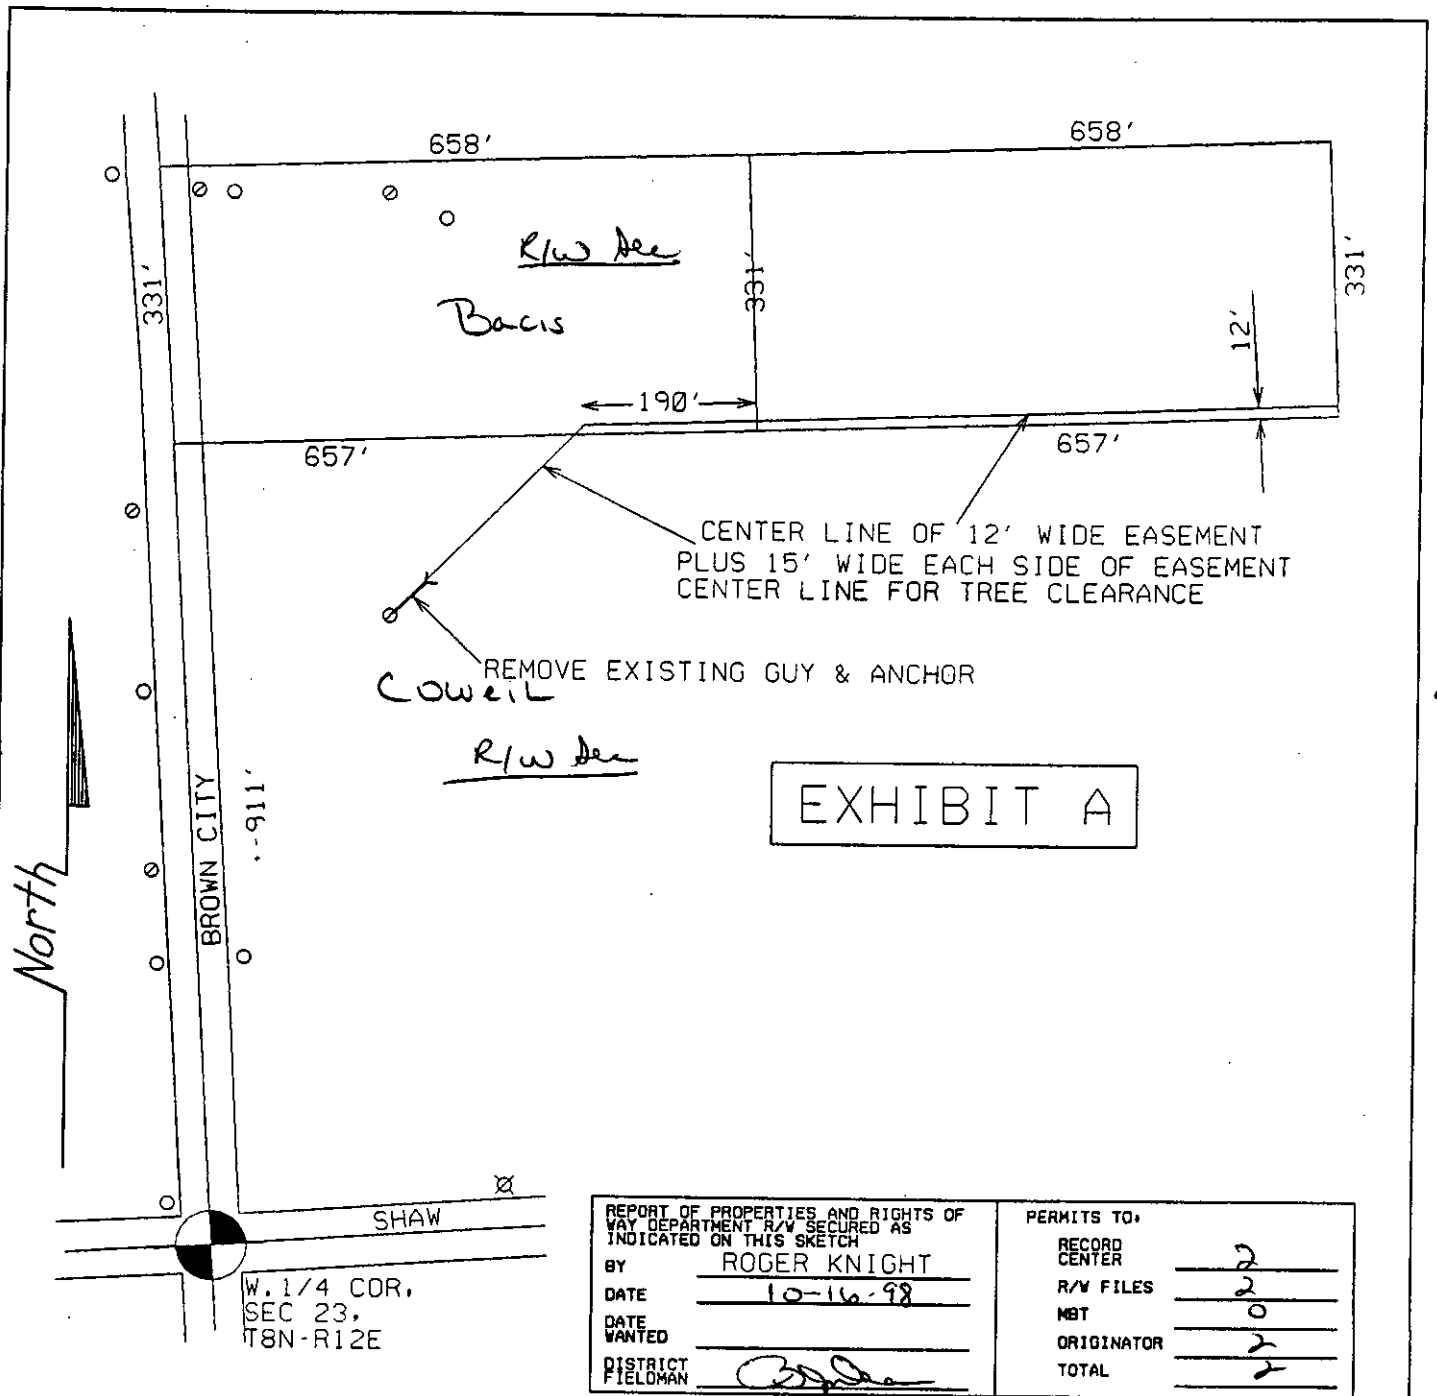 658'
658'
331'
R/W Sec
331'
331'
Bacis
12'
190'
657'
657'
CENTER LINE OF 12' WIDE EASEMENT
PLUS 15' WIDE EACH SIDE OF EASEMENT
CENTER LINE FOR TREE CLEARANCE
REMOVE EXISTING GUY & ANCHOR
COWeiL
R/W Sec
EXHIBIT A
BROWN CITY
911'
North
SHAW
W. 1/4 COR.
SEC 23,
T8N-R12E
REPORT OF PROPERTIES AND RIGHTS OF
WAY DEPARTMENT R/W SECURED AS
INDICATED ON THIS SKETCH
BY ROGER KNIGHT
DATE 10-16-98
DATE
WANTED
DISTRICT
FIELDMAN
PERMITS TO:
RECORD
CENTER 2
R/W FILES 2
MBT 0
ORIGINATOR 2
TOTAL 2